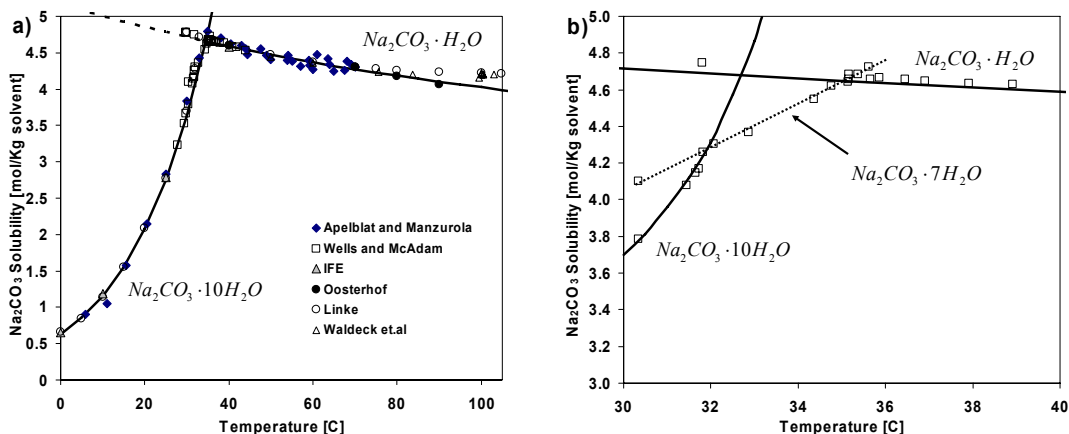 a)
Na₂CO₃ Solubility [mol/Kg solvent]
5
4.5
4
3.5
3
2.5
2
1.5
1
0.5
0
Na₂CO₃ · H₂O
Na₂CO₃ · 10H₂O
Apelblat and Manzurola
Wells and McAdam
IFE
Oosterhof
Linke
Waldeck et.al
0 20 40 60 80 100
Temperature [C]
b)
Na₂CO₃ Solubility [mol/Kg solvent]
5.0
4.8
4.6
4.4
4.2
4.0
3.8
3.6
3.4
3.2
3.0
Na₂CO₃ · H₂O
Na₂CO₃ · 7H₂O
Na₂CO₃ · 10H₂O
30 32 34 36 38 40
Temperature [C]